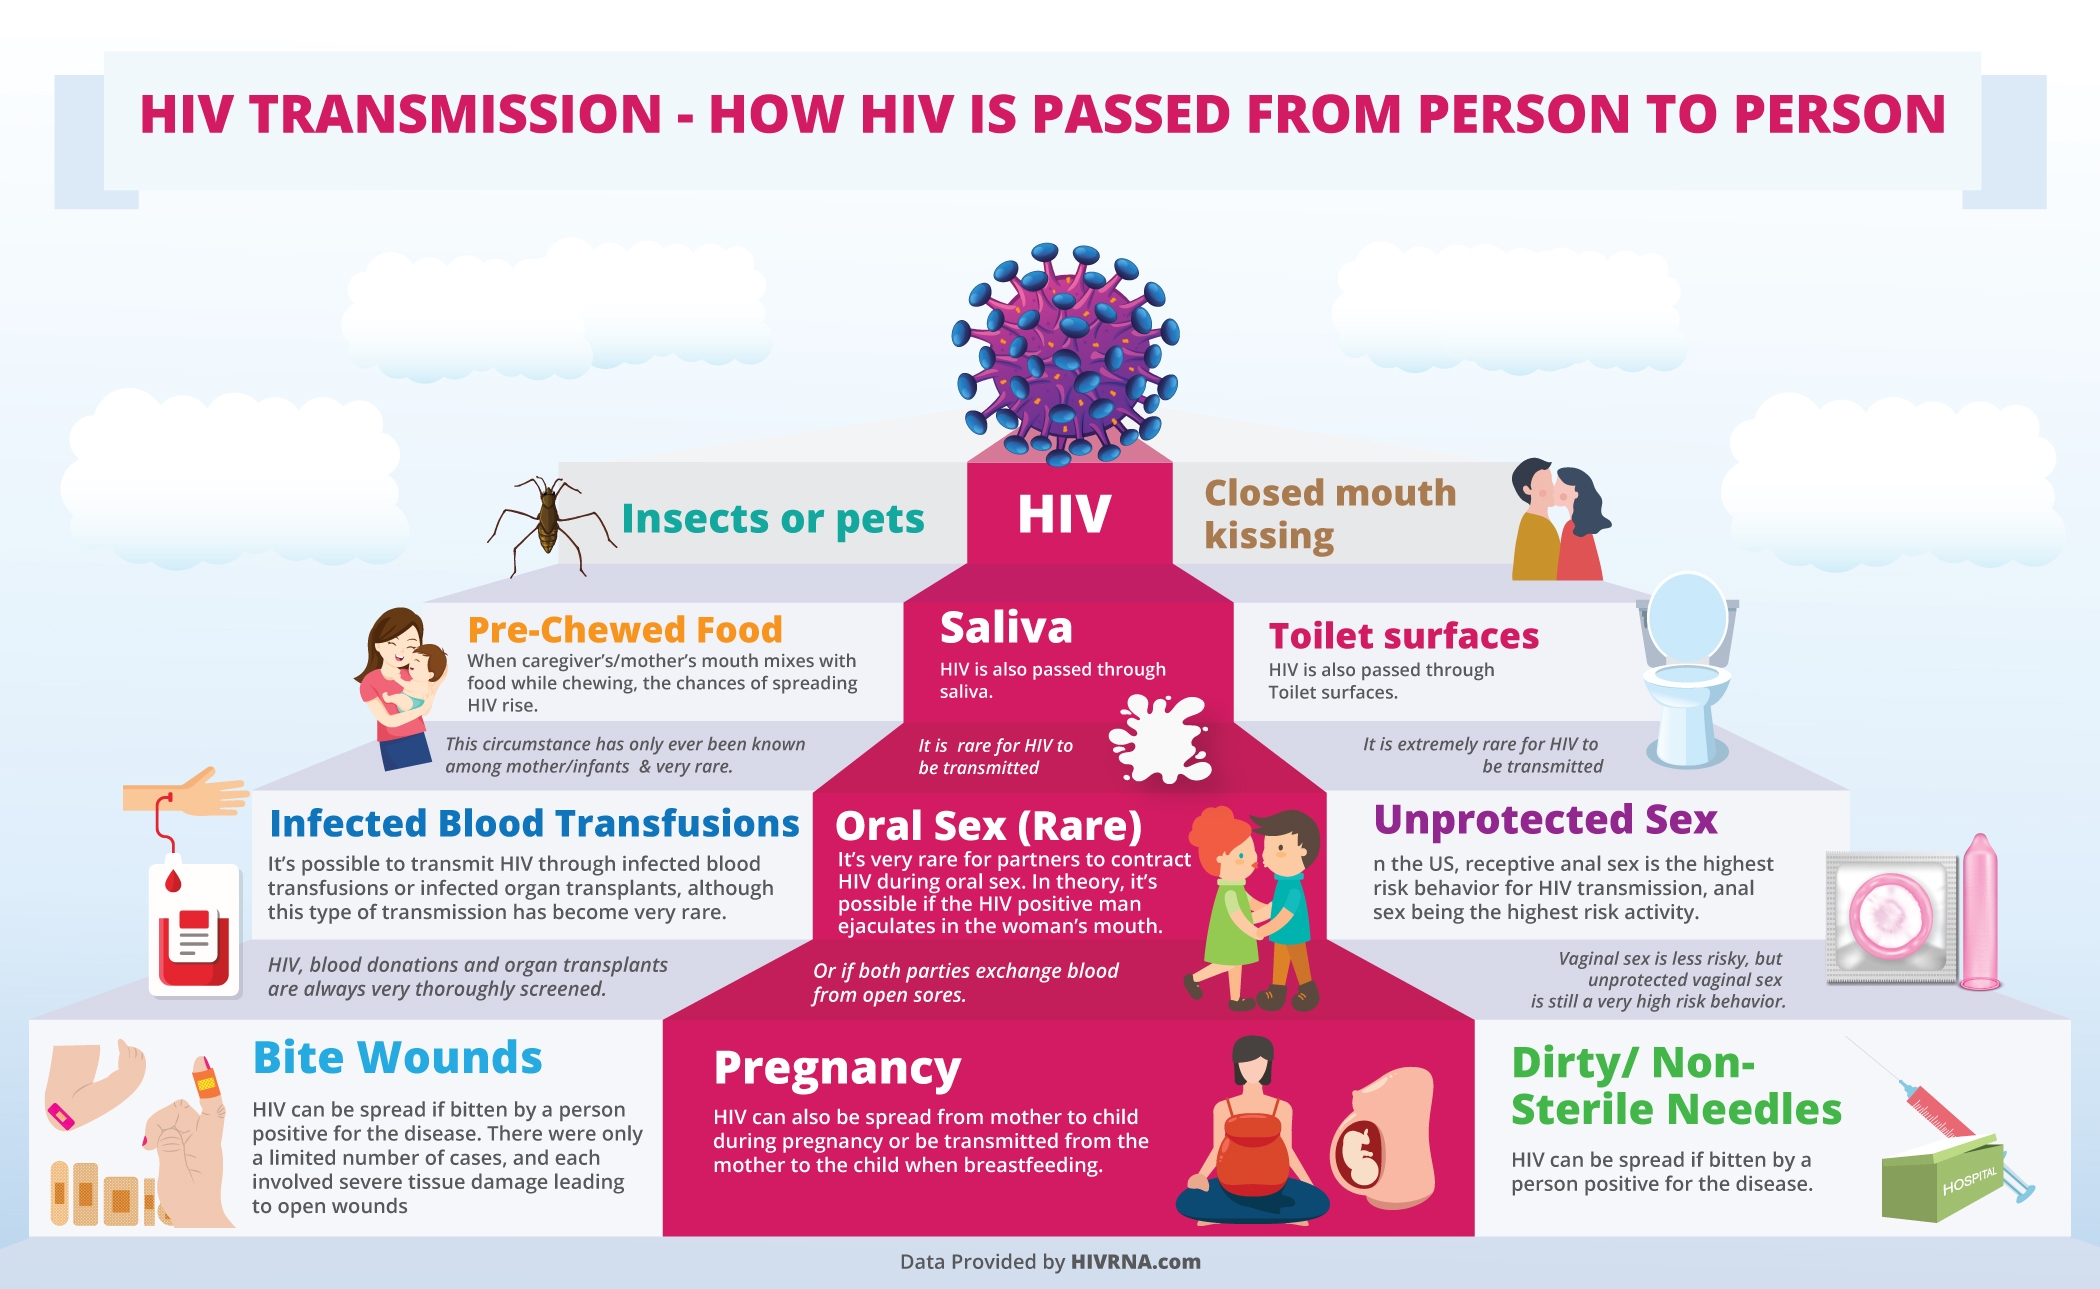 HIV TRANSMISSION - HOW HIV IS PASSED FROM PERSON TO PERSON
Insects or pets
HIV
Closed mouth
kissing
Pre-Chewed Food
When caregiver's/mother's mouth mixes with
food while chewing, the chances of spreading
HIV rise.
This circumstance has only ever been known
among mother/infants & very rare.
Saliva
HIV is also passed through
saliva.
It is rare for HIV to
be transmitted
Toilet surfaces
HIV is also passed through
Toilet surfaces.
It is extremely rare for HIV to
be transmitted
Infected Blood Transfusions
It's possible to transmit HIV through infected blood
transfusions or infected organ transplants, although
this type of transmission has become very rare.
HIV, blood donations and organ transplants
are always very thoroughly screened.
Oral Sex (Rare)
It's very rare for partners to contract
HIV during oral sex. In theory, it's
possible if the HIV positive man
ejaculates in the woman's mouth.
Or if both parties exchange blood
from open sores.
Unprotected Sex
n the US, receptive anal sex is the highest
risk behavior for HIV transmission, anal
sex being the highest risk activity.
Vaginal sex is less risky, but
unprotected vaginal sex
is still a very high risk behavior.
Bite Wounds
HIV can be spread if bitten by a person
positive for the disease. There were only
a limited number of cases, and each
involved severe tissue damage leading
to open wounds
Pregnancy
HIV can also be spread from mother to child
during pregnancy or be transmitted from the
mother to the child when breastfeeding.
Dirty/ Non-
Sterile Needles
HIV can be spread if bitten by a
person positive for the disease.
HOSPITAL
Data Provided by HIVRNA.com